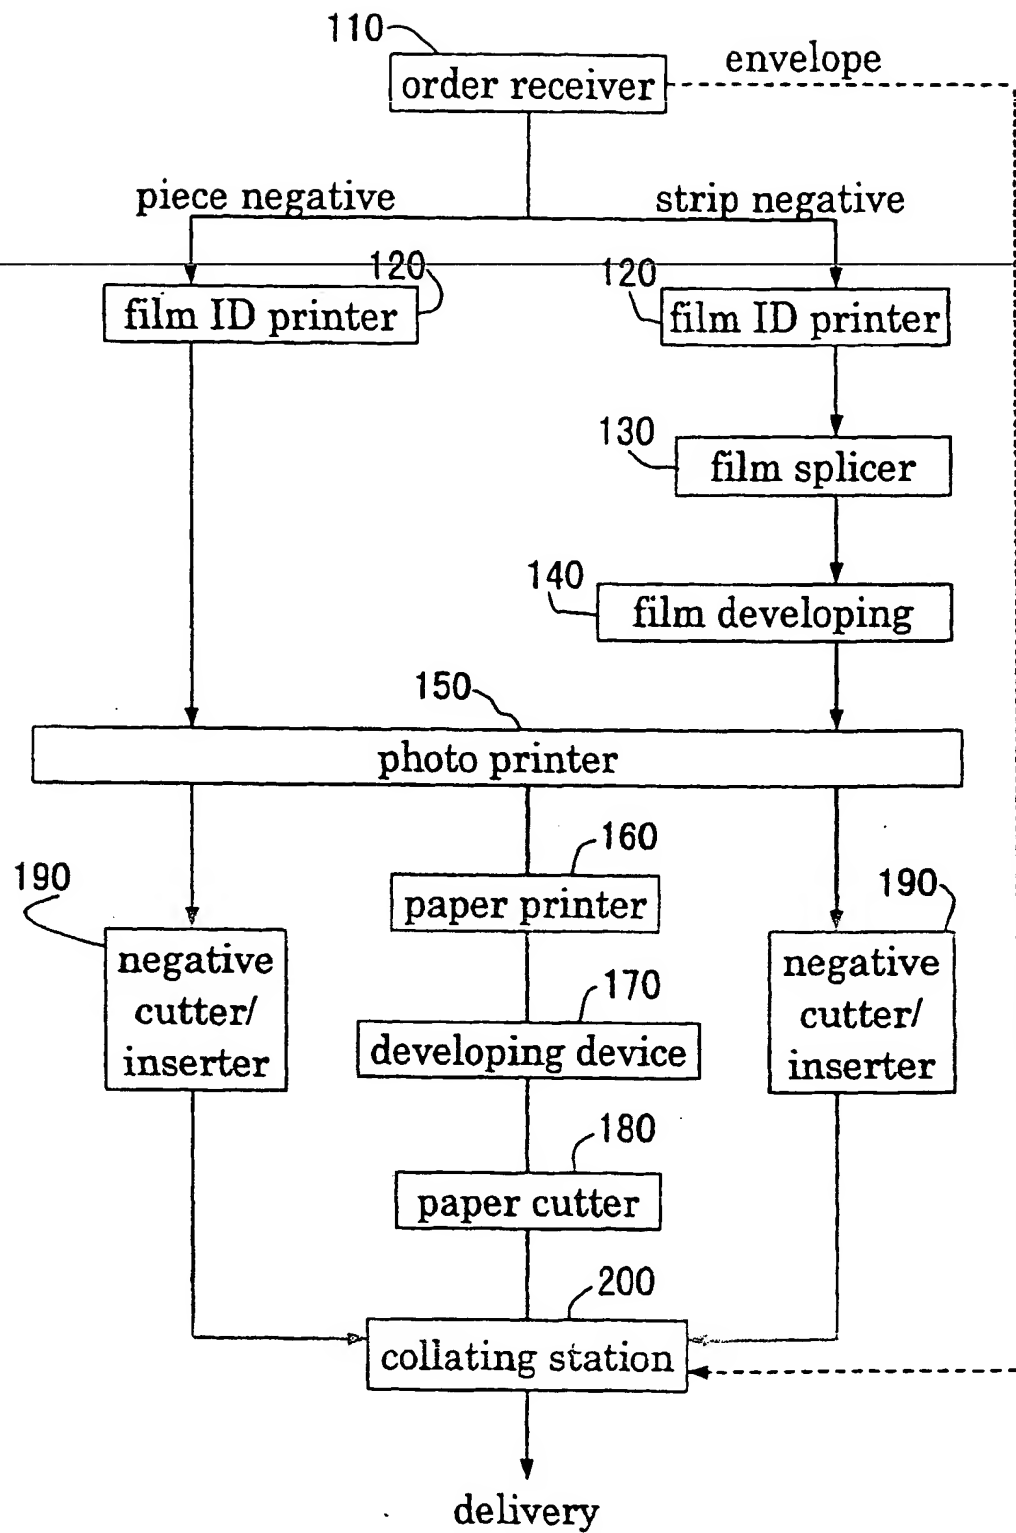 110
order receiver
envelope
piece negative
strip negative
120
120
film ID printer
film ID printer
130
film splicer
140
film developing
150
photo printer
160
190
190
paper printer
negative
cutter/
inserter
negative
cutter/
inserter
170
developing device
180
paper cutter
200
collating station
delivery